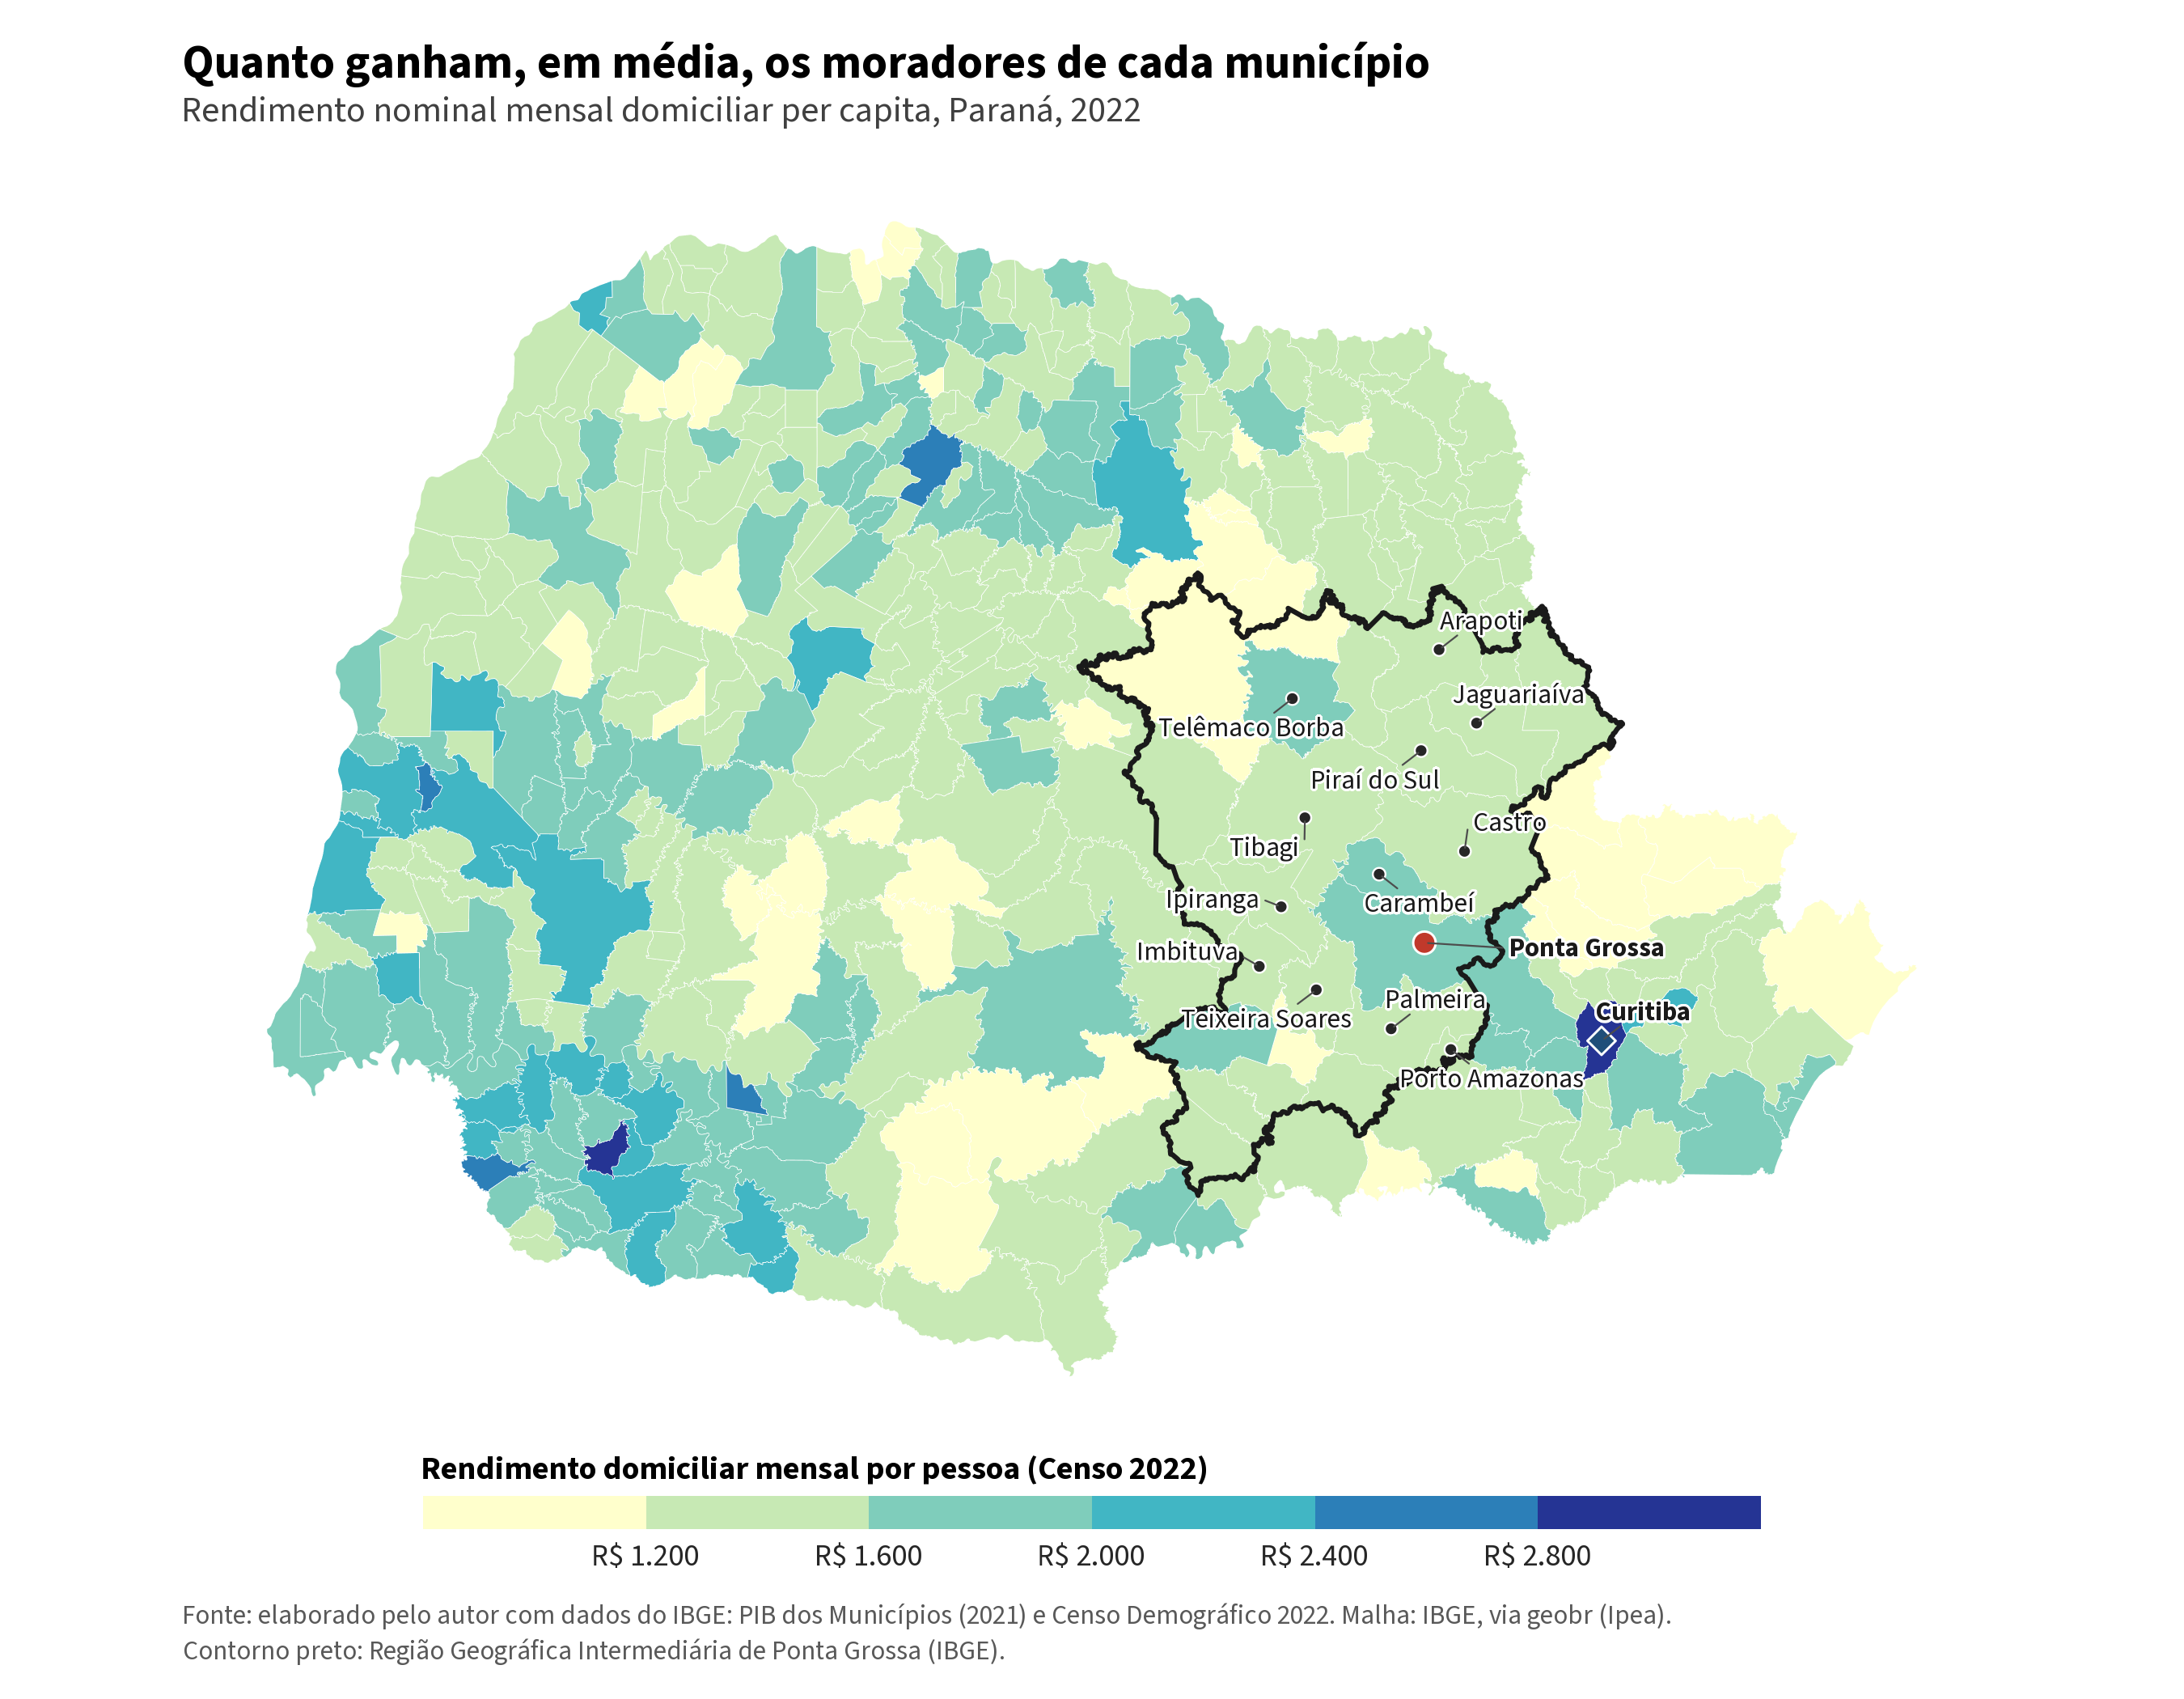 Quanto ganham, em média, os moradores de cada município
Rendimento nominal mensal domiciliar per capita, Paraná, 2022
Arapoti
Jaguariaíva
Telêmaco Borba
Piraí do Sul
Castro
Tibagi
Ipiranga
Carambeí
Imbituva
Ponta Grossa
Palmeira
Curitiba
Teixeira Soares
Porto Amazonas
Rendimento domiciliar mensal por pessoa (Censo 2022)
R$ 1.200 R$ 1.600 R$ 2.000 R$ 2.400 R$ 2.800
Fonte: elaborado pelo autor com dados do IBGE: PIB dos Municípios (2021) e Censo Demográfico 2022. Malha: IBGE, via geobr (Ipea).
Contorno preto: Região Geográfica Intermediária de Ponta Grossa (IBGE).